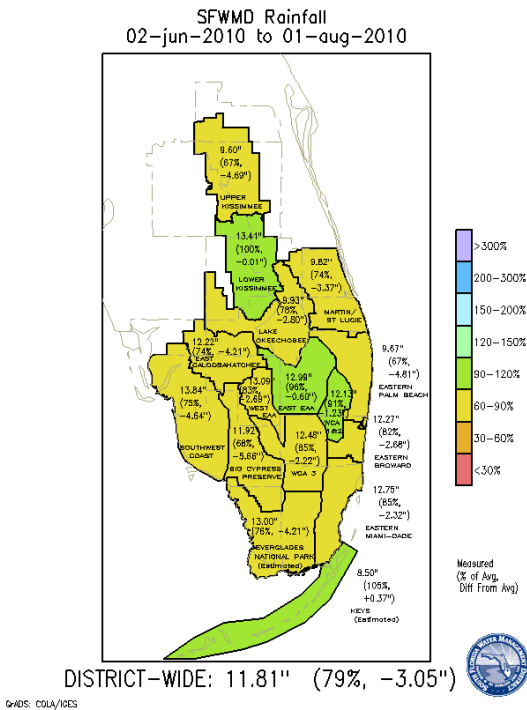 SFWMD Rainfall
02-jun-2010 to 01-aug-2010
9.60"
(67%,
-4.69")
UPPER
KISSIMMEE
13.41"
(100%,
-0.01")
LOWER
KISSIMMEE
9.82"
(74%,
-3.37")
MARTIN/
ST LUCIE
9.93"
(78%,
-2.80")
LAKE
OKEECHOBEE
12.22"
(74%, -4.21")
EAST
CALOOSAHATCHEE
9.67"
(67%,
-4.81")
EASTERN
PALM BEACH
13.84"
(75%,
-4.64")
SOUTHWEST
COAST
13.09"
(83%,
-2.69")
WEST
EAA
12.99"
(96%,
-0.60")
EAST EAA
12.13"
(91%,
-1.23")
WCA
1&2
12.27"
(82%,
-2.68")
EASTERN
BROWARD
11.92"
(68%,
-5.66")
BIG CYPRESS
PRESERVE
12.48"
(85%,
-2.22")
WCA 3
12.75"
(85%,
-2.32")
EASTERN
MIAMI-DADE
13.00"
(76%, -4.21")
EVERGLADES
NATIONAL PARK
(Estimated)
8.50"
(105%,
+0.37")
KEYS
(Estimated)
>300%
200-300%
150-200%
120-150%
90-120%
60-90%
30-60%
<30%
Measured
(% of Avg,
Diff From Avg)
DISTRICT-WIDE: 11.81" (79%, -3.05")
SOUTH FLORIDA WATER MANAGEMENT DISTRICT
GrADS: COLA/IGES